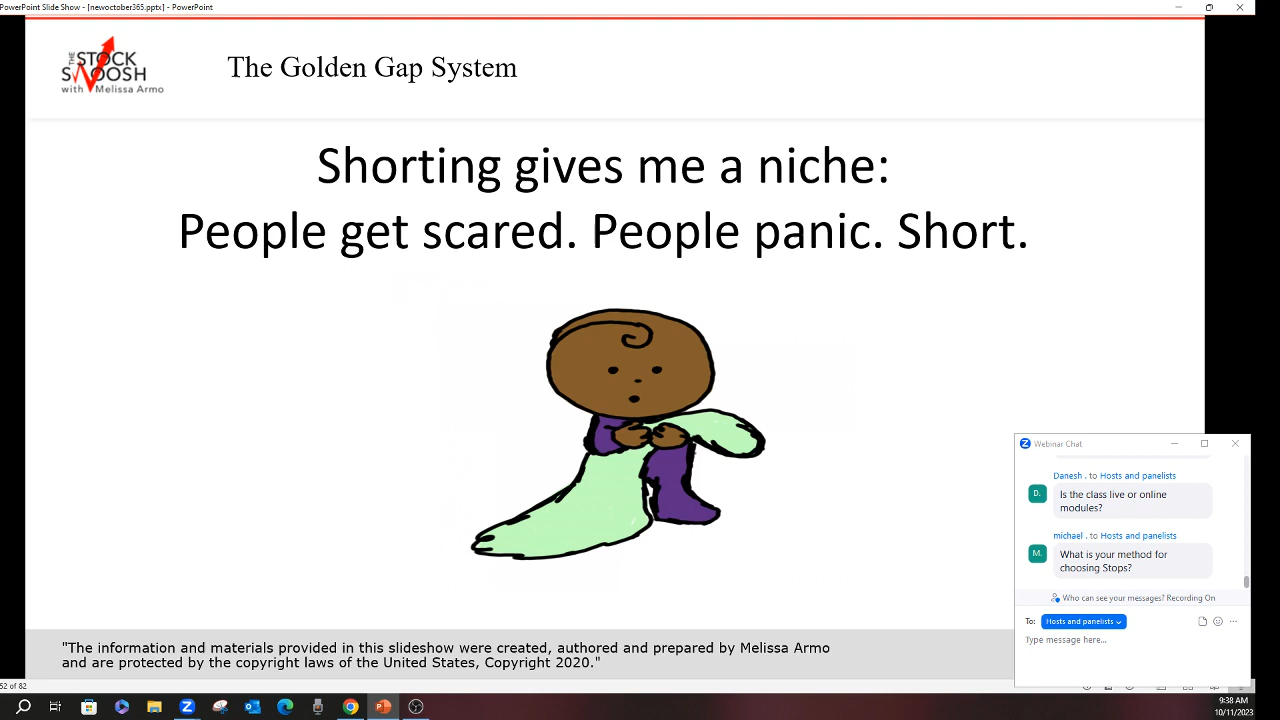 PowerPoint Slide Show - [newoctober365.pptx] - PowerPoint
THE STOCK
SWOOSH
with Melissa Armo
The Golden Gap System
Shorting gives me a niche:
People get scared. People panic. Short.
Webinar Chat
Danesh . to Hosts and panelists
D.
Is the class live or online
modules?
michael . to Hosts and panelists
M.
What is your method for
choosing Stops?
Who can see your messages? Recording On
To: Hosts and panelists
Type message here...
"The information and materials provided in this slideshow were created, authored and prepared by Melissa Armo
and are protected by the copyright laws of the United States, Copyright 2020."
52 of 82
9:38 AM
10/11/2023